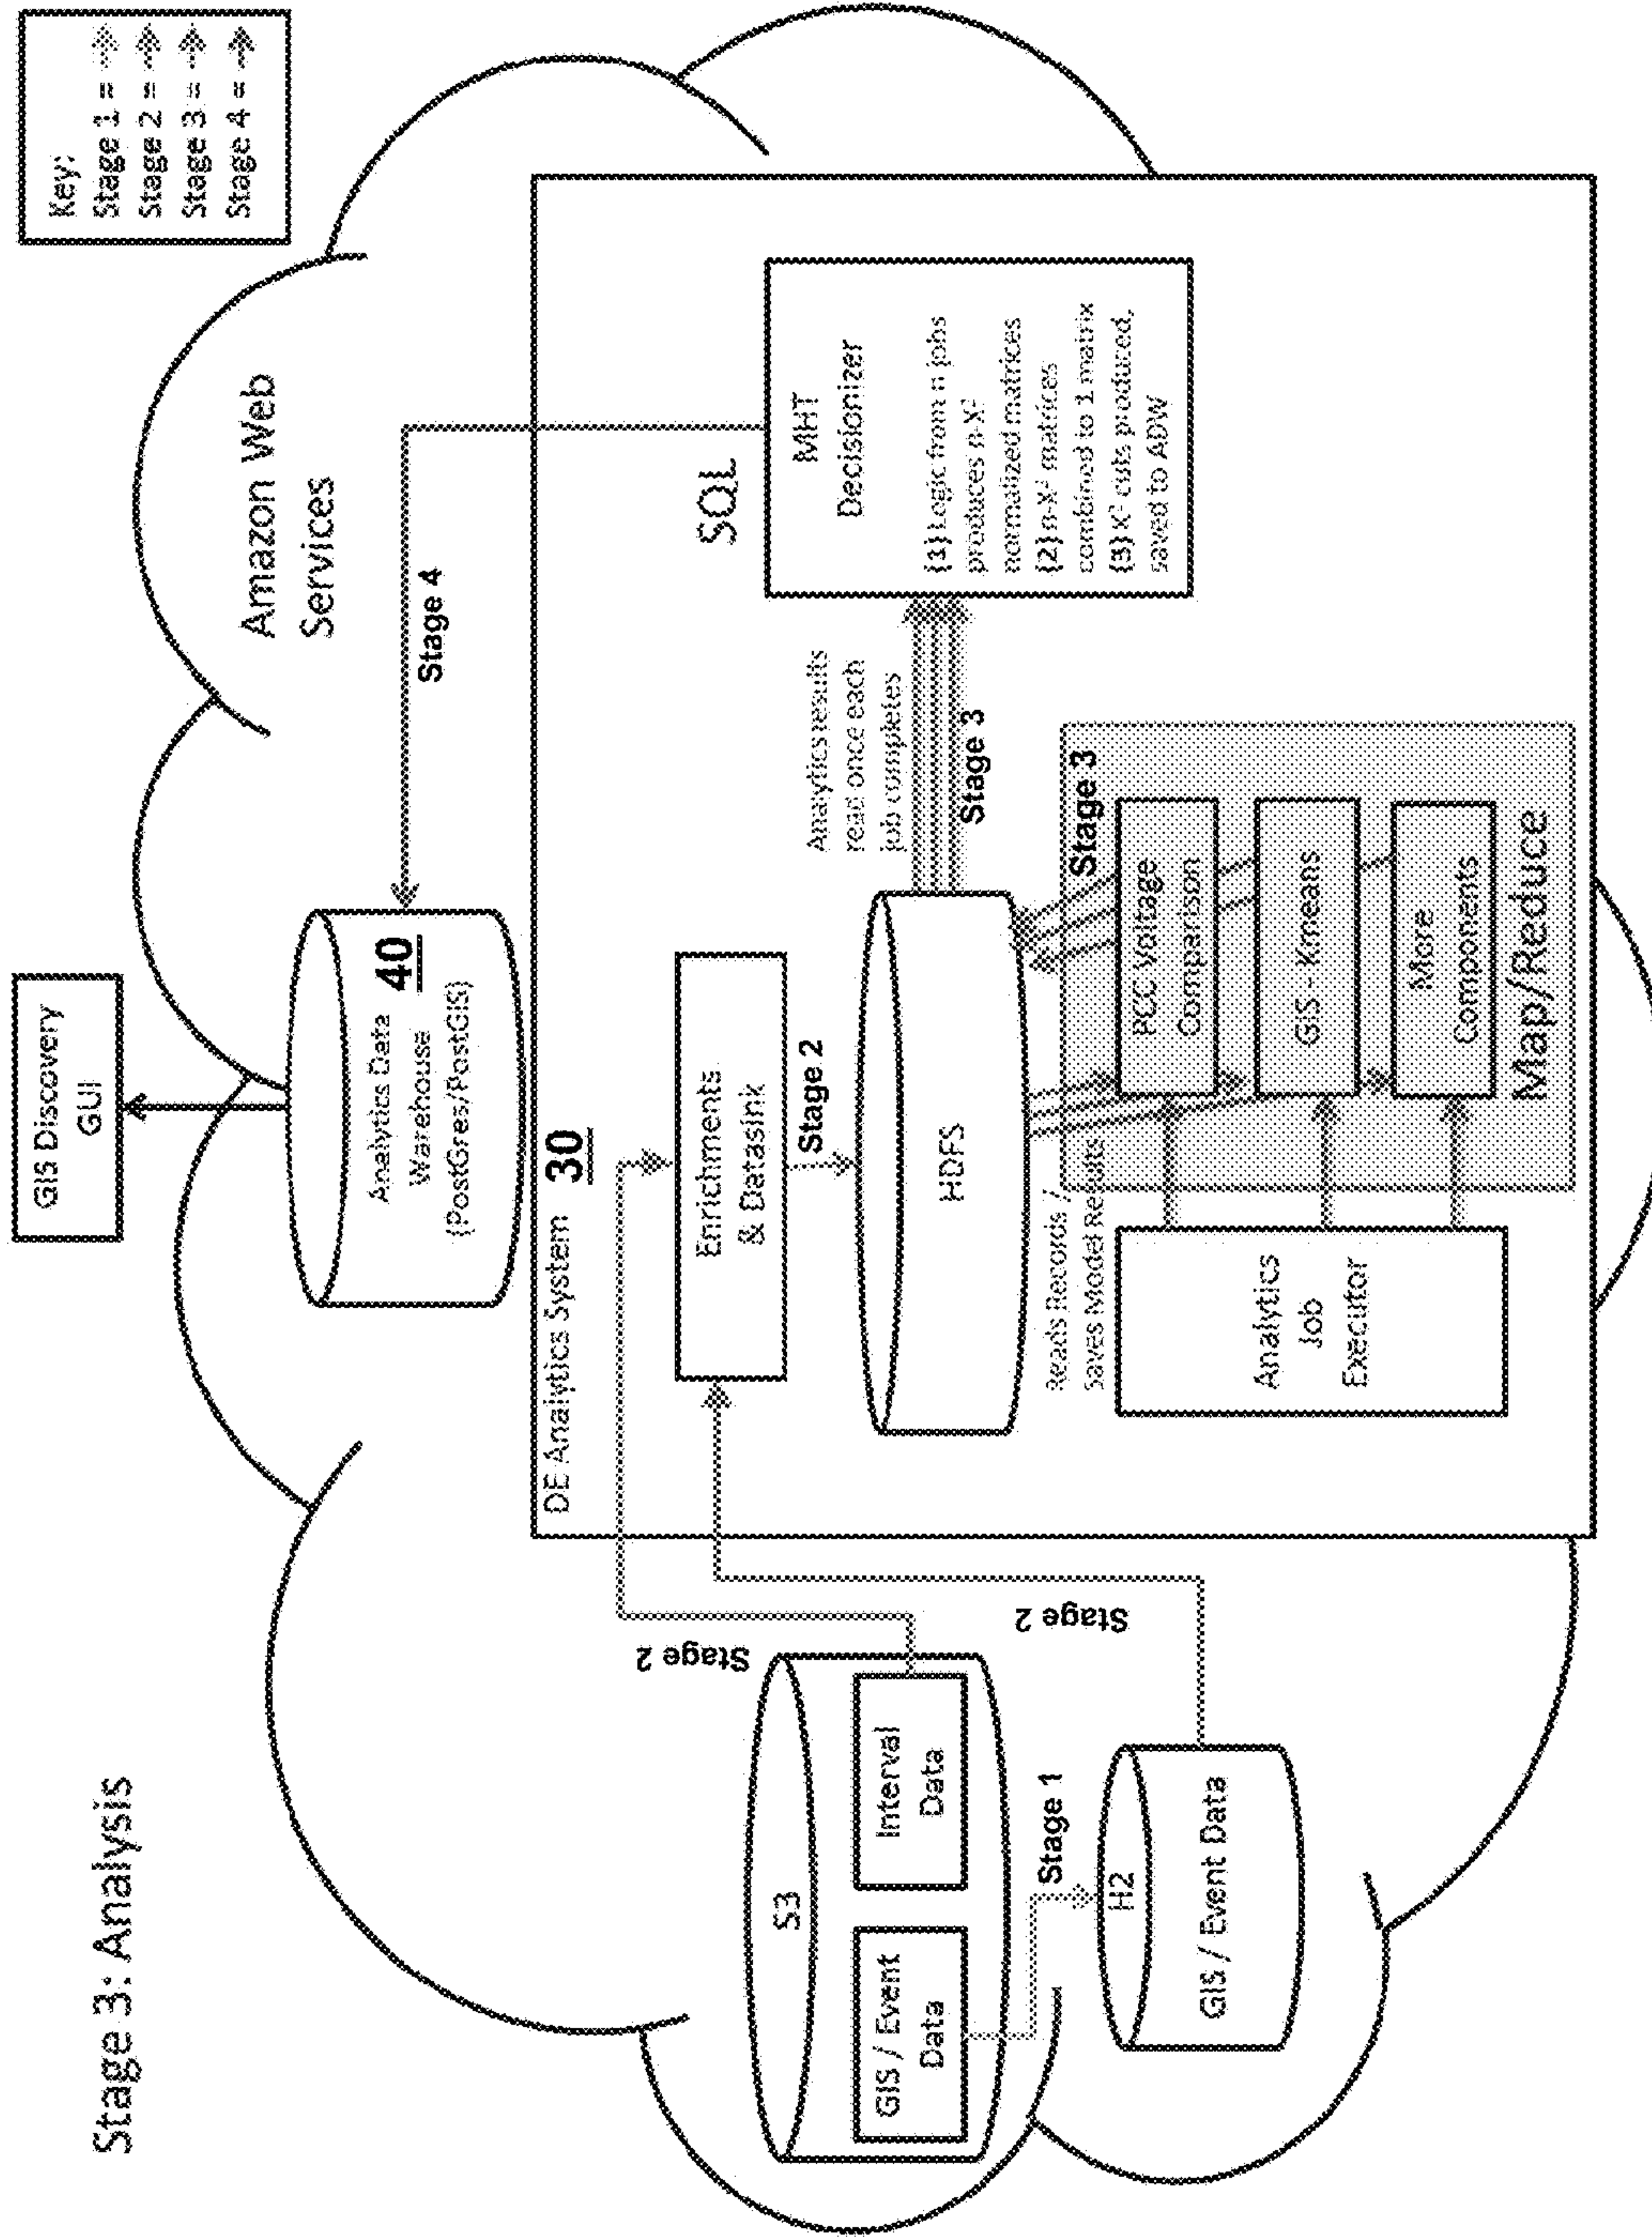 Stage 3: Analysis
GIS Discovery
GUI
Key:
Stage 1 =
Stage 2 =
Stage 3 =
Stage 4 =
Amazon Web
Services
Analytics Data
Warehouse
(PostGres/PostGIS)
40
Stage 4
DE Analytics System
30
Enrichments
& Datasink
Stage 2
Stage 2
Stage 2
S3
GIS / Event
Data
Interval
Data
Stage 1
H2
GIS / Event Data
HDFS
Analytics results
read once each
job completes
Stage 3
SQL
MHT
Decisionizer
(1) Logic from n jobs
produces n-X²
normalized matrices
(2) n-X² matrices
combined to 1 matrix
(3) X² cuts produced,
saved to ADW
Reads Records /
Saves Model Results
Stage 3
Analytics
Job
Executor
PCC Voltage
Comparison
GIS - Kmeans
More
Components
Map/Reduce